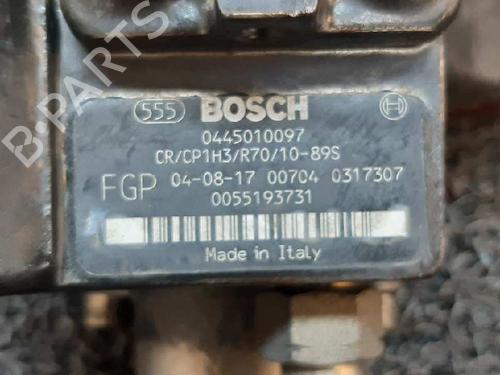 B-PARTS
555 BOSCH
0445010097
CR/CP1H3/R70/10-89S
FGP 04-08-17 00704 0317307
0055193731
Made in Italy